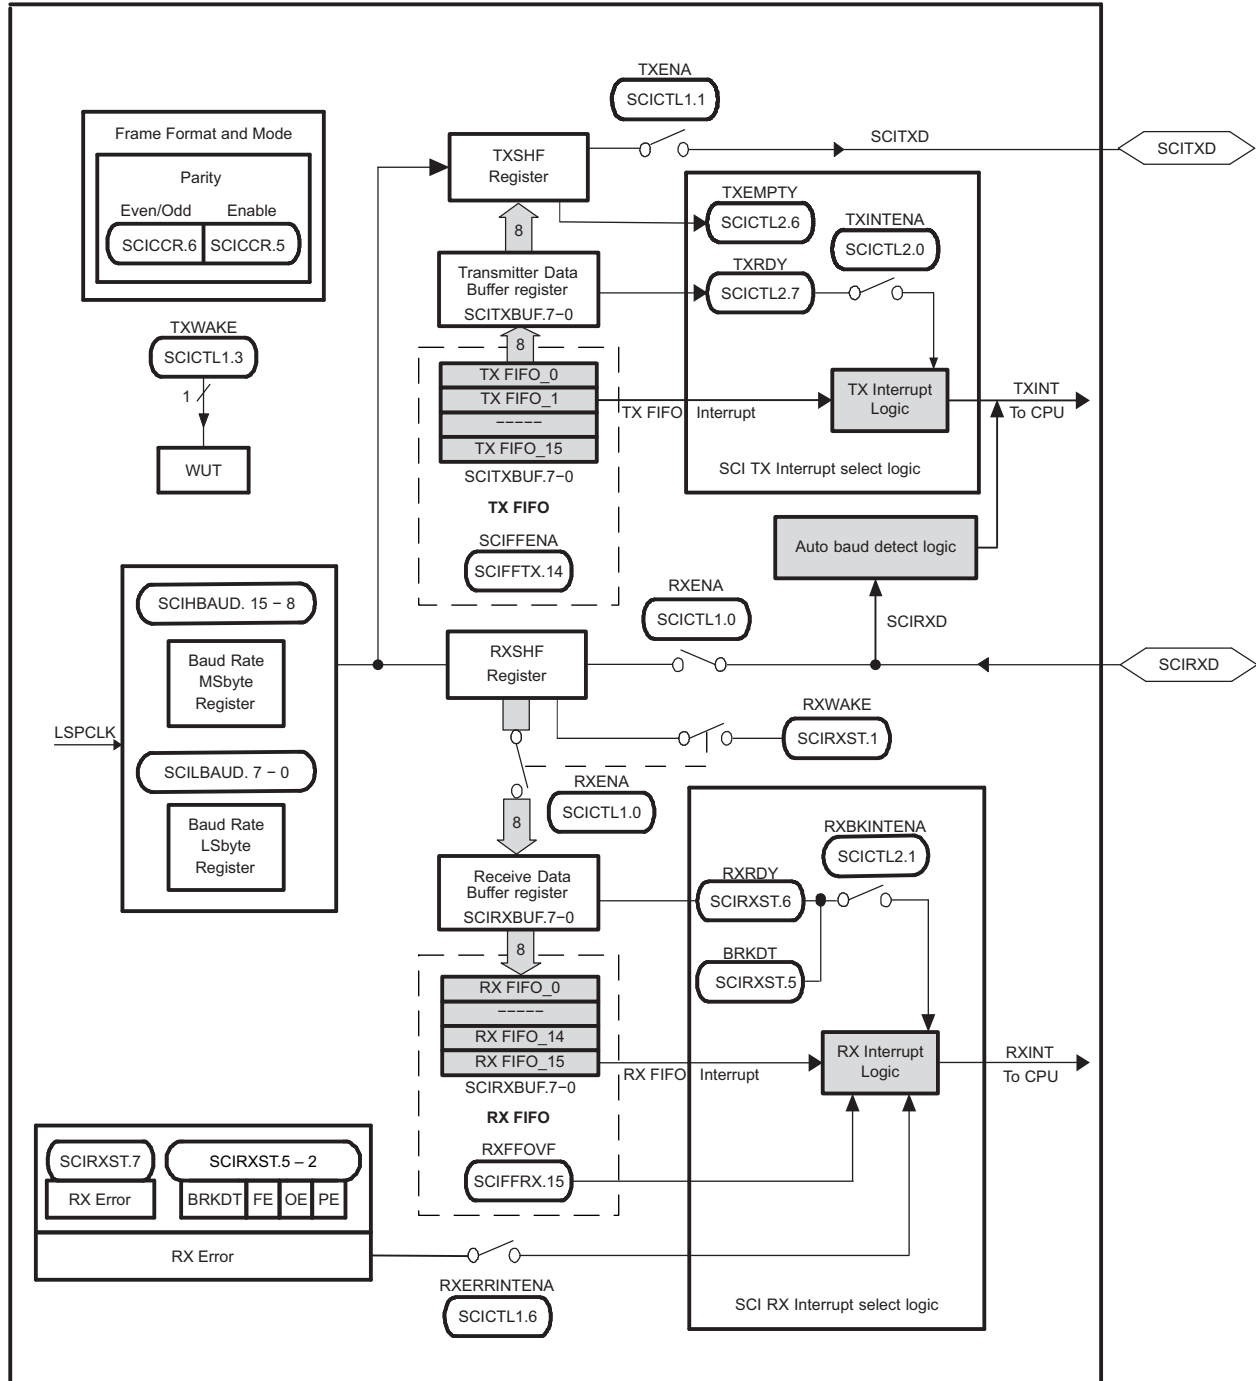 TXENA
SCICTL1.1
Frame Format and Mode
Parity
Even/Odd Enable
SCICCR.6 SCICCR.5
TXSHF
Register
SCITXD
SCITXD
8
TXEMPTY
SCICTL2.6
TXINTENA
SCICTL2.0
Transmitter Data
Buffer register
SCITXBUF.7−0
TXRDY
SCICTL2.7
TXWAKE
SCICTL1.3
1
WUT
8
TX FIFO_0
TX FIFO_1
−−−−−
TX FIFO_15
SCITXBUF.7−0
TX FIFO
SCIFFENA
SCIFFTX.14
TX FIFO Interrupt
TX Interrupt
Logic
TXINT
To CPU
SCI TX Interrupt select logic
Auto baud detect logic
SCIHBAUD. 15 − 8
Baud Rate
MSbyte
Register
LSPCLK
SCILBAUD. 7 − 0
Baud Rate
LSbyte
Register
RXENA
SCICTL1.0
SCIRXD
SCIRXD
RXSHF
Register
RXWAKE
SCIRXST.1
RXENA
SCICTL1.0
8
Receive Data
Buffer register
SCIRXBUF.7−0
RXBKINTENA
SCICTL2.1
RXRDY
SCIRXST.6
BRKDT
SCIRXST.5
8
RX FIFO_0
−−−−−
RX FIFO_14
RX FIFO_15
SCIRXBUF.7−0
RX FIFO
RXFFOVF
SCIFFRX.15
RX FIFO Interrupt
RX Interrupt
Logic
RXINT
To CPU
SCIRXST.7 SCIRXST.5 – 2
RX Error BRKDT FE OE PE
RX Error
RXERRINTENA
SCICTL1.6
SCI RX Interrupt select logic